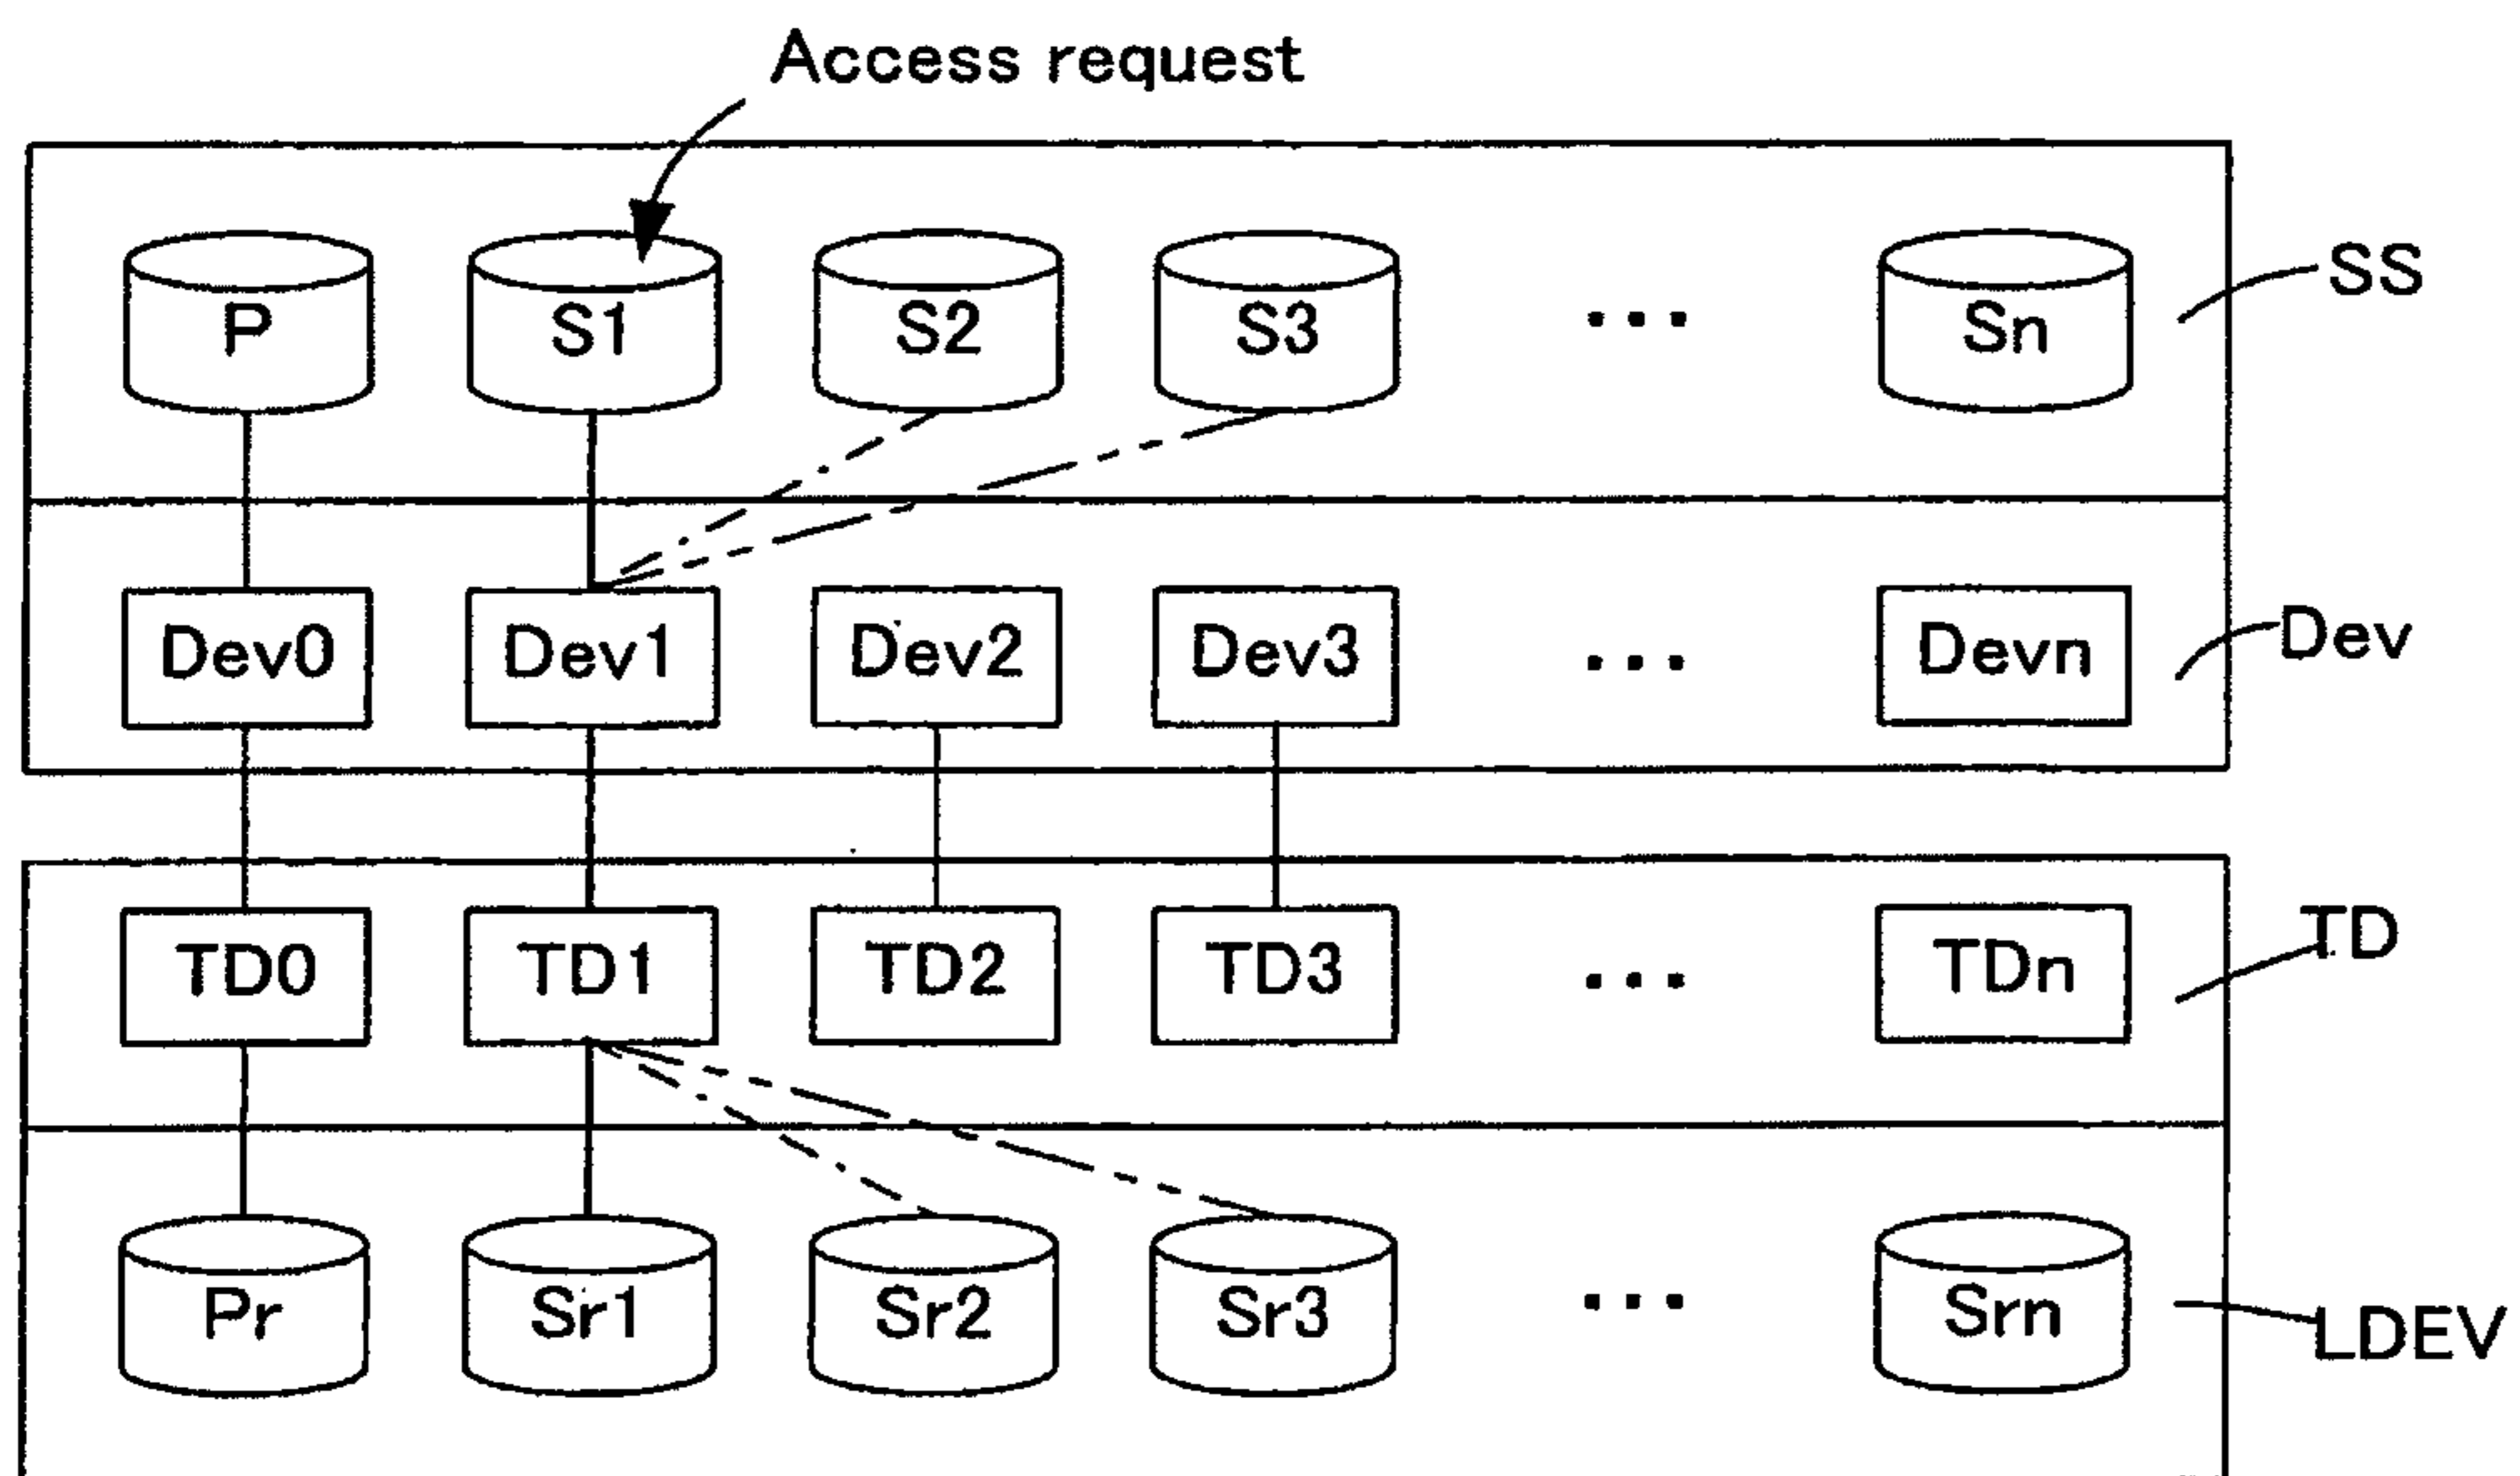 Access request
P S1 S2 S3 ... Sn SS
Dev0 Dev1 Dev2 Dev3 ... Devn Dev
TD0 TD1 TD2 TD3 ... TDn TD
Pr Sr1 Sr2 Sr3 ... Srn LDEV